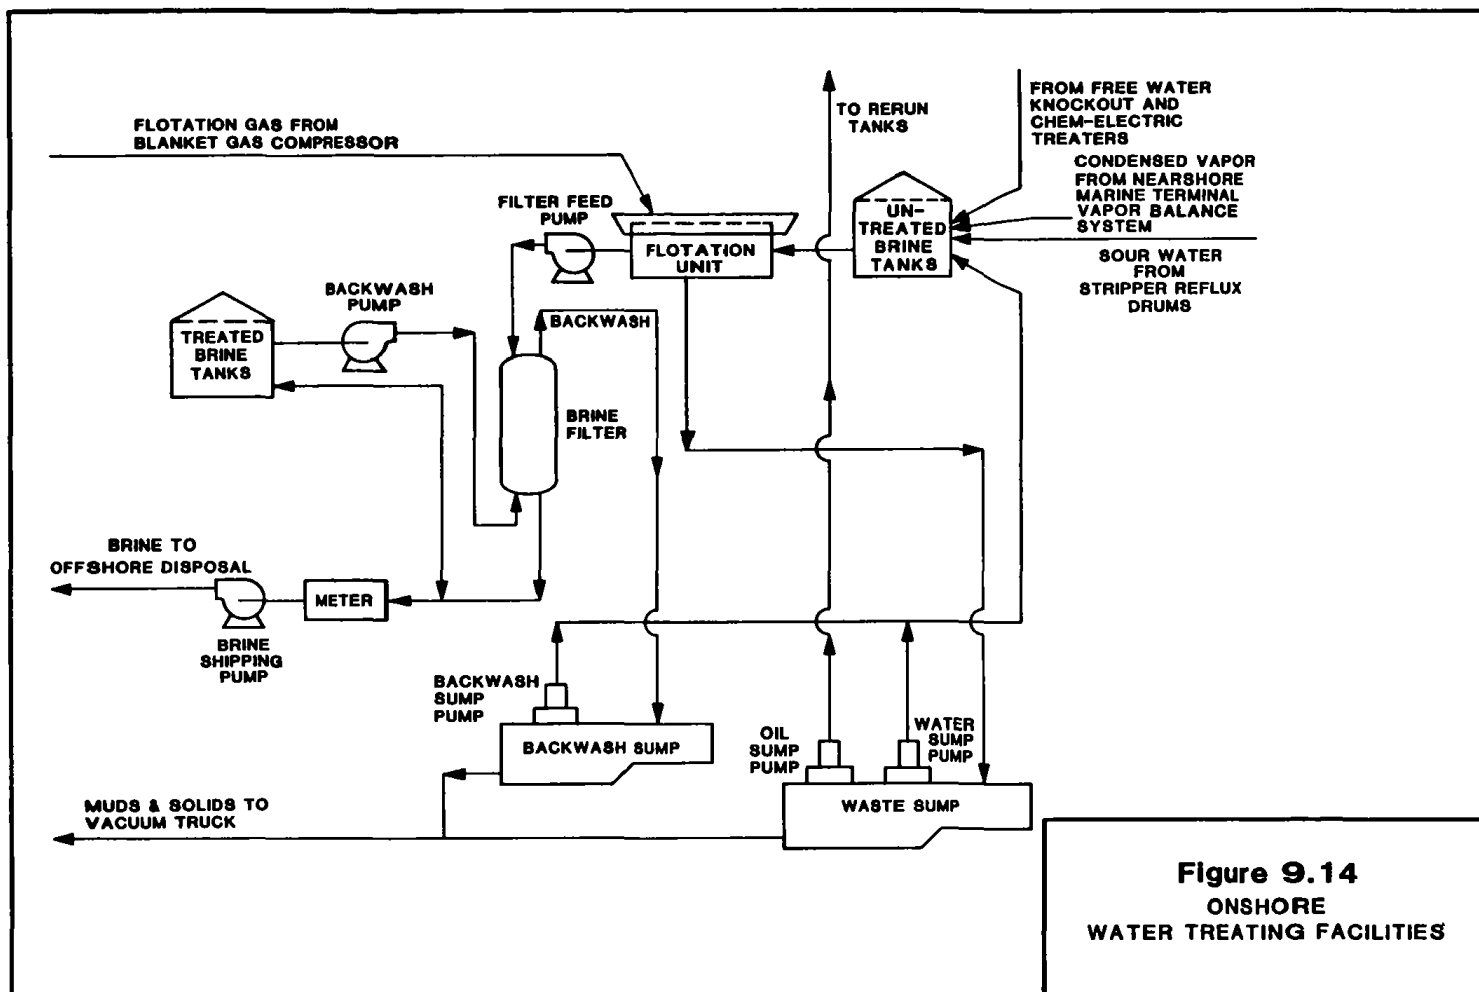 FLOTATION GAS FROM
BLANKET GAS COMPRESSOR
TO RERUN
TANKS
FROM FREE WATER
KNOCKOUT AND
CHEM-ELECTRIC
TREATERS
CONDENSED VAPOR
FROM NEARSHORE
MARINE TERMINAL
VAPOR BALANCE
SYSTEM
SOUR WATER
FROM
STRIPPER REFLUX
DRUMS
UN-
TREATED
BRINE
TANKS
FILTER FEED
PUMP
FLOTATION
UNIT
BACKWASH
PUMP
BACKWASH
TREATED
BRINE
TANKS
BRINE
FILTER
BRINE TO
OFFSHORE DISPOSAL
METER
BRINE
SHIPPING
PUMP
BACKWASH
SUMP
PUMP
BACKWASH SUMP
OIL
SUMP
PUMP
WATER
SUMP
PUMP
WASTE SUMP
MUDS & SOLIDS TO
VACUUM TRUCK
Figure 9.14
ONSHORE
WATER TREATING FACILITIES